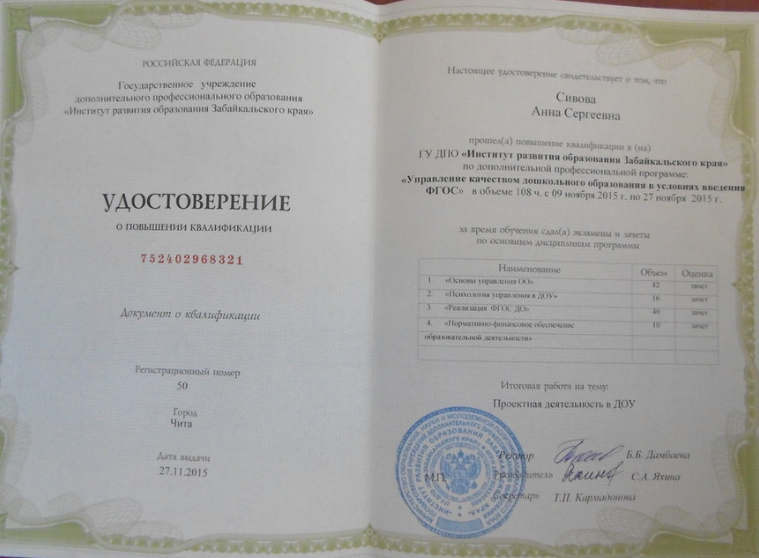 РОССИЙСКАЯ ФЕДЕРАЦИЯ
Государственное учреждение
дополнительного профессионального образования
«Институт развития образования Забайкальского края»
УДОСТОВЕРЕНИЕ
О ПОВЫШЕНИИ КВАЛИФИКАЦИИ
752402968321
Документ о квалификации
Регистрационный номер
50
Город
Чита
Дата выдачи
27.11.2015
Настоящее удостоверение свидетельствует о том, что
Сивова
Анна Сергеевна
прошел(а) повышение квалификации в (на)
ГУ ДПО «Институт развития образования Забайкальского края»
по дополнительной профессиональной программе:
«Управление качеством дошкольного образования в условиях введения
ФГОС» в объеме 108 ч. с 09 ноября 2015 г. по 27 ноября 2015 г.
за время обучения сдал(а) экзамены и зачеты
по основным дисциплинам программы
Наименование Объем Оценка
1. «Основы управления ОО» 42 зачет
2. «Психология управления в ДОУ» 16 зачет
3. «Реализация ФГОС ДО» 40 зачет
4. «Нормативно-финансовое обеспечение 10 зачет
образовательной деятельности»
Итоговая работа на тему:
Проектная деятельность в ДОУ
Ректор Б.Б. Дамбаева
М.П. Руководитель С.А. Яхина
Секретарь Т.П. Кармадонова